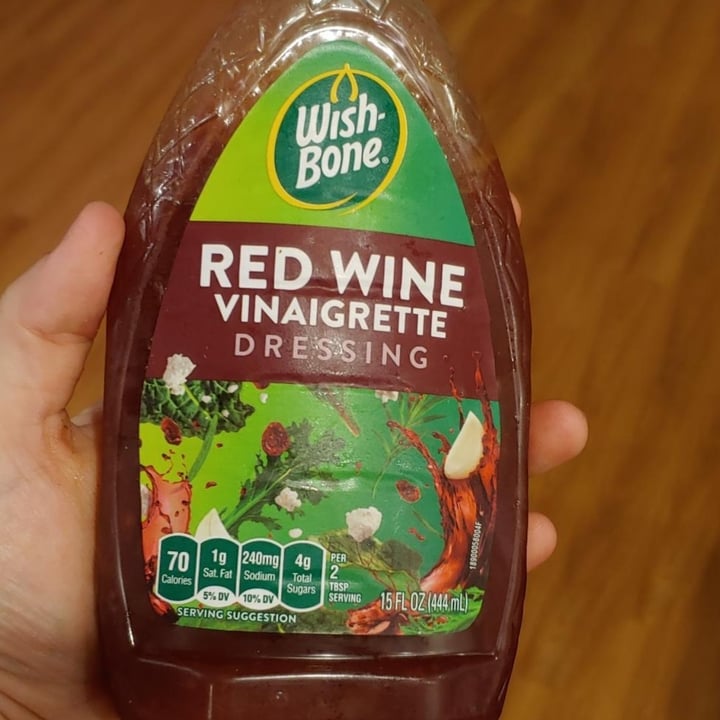 Wish-
Bone®
RED WINE
VINAIGRETTE
DRESSING
70
Calories
1g
Sat. Fat
5% DV
240mg
Sodium
10% DV
4g
Total
Sugars
PER
2
TBSP
SERVING
SERVING SUGGESTION
15 FL OZ (444 mL)